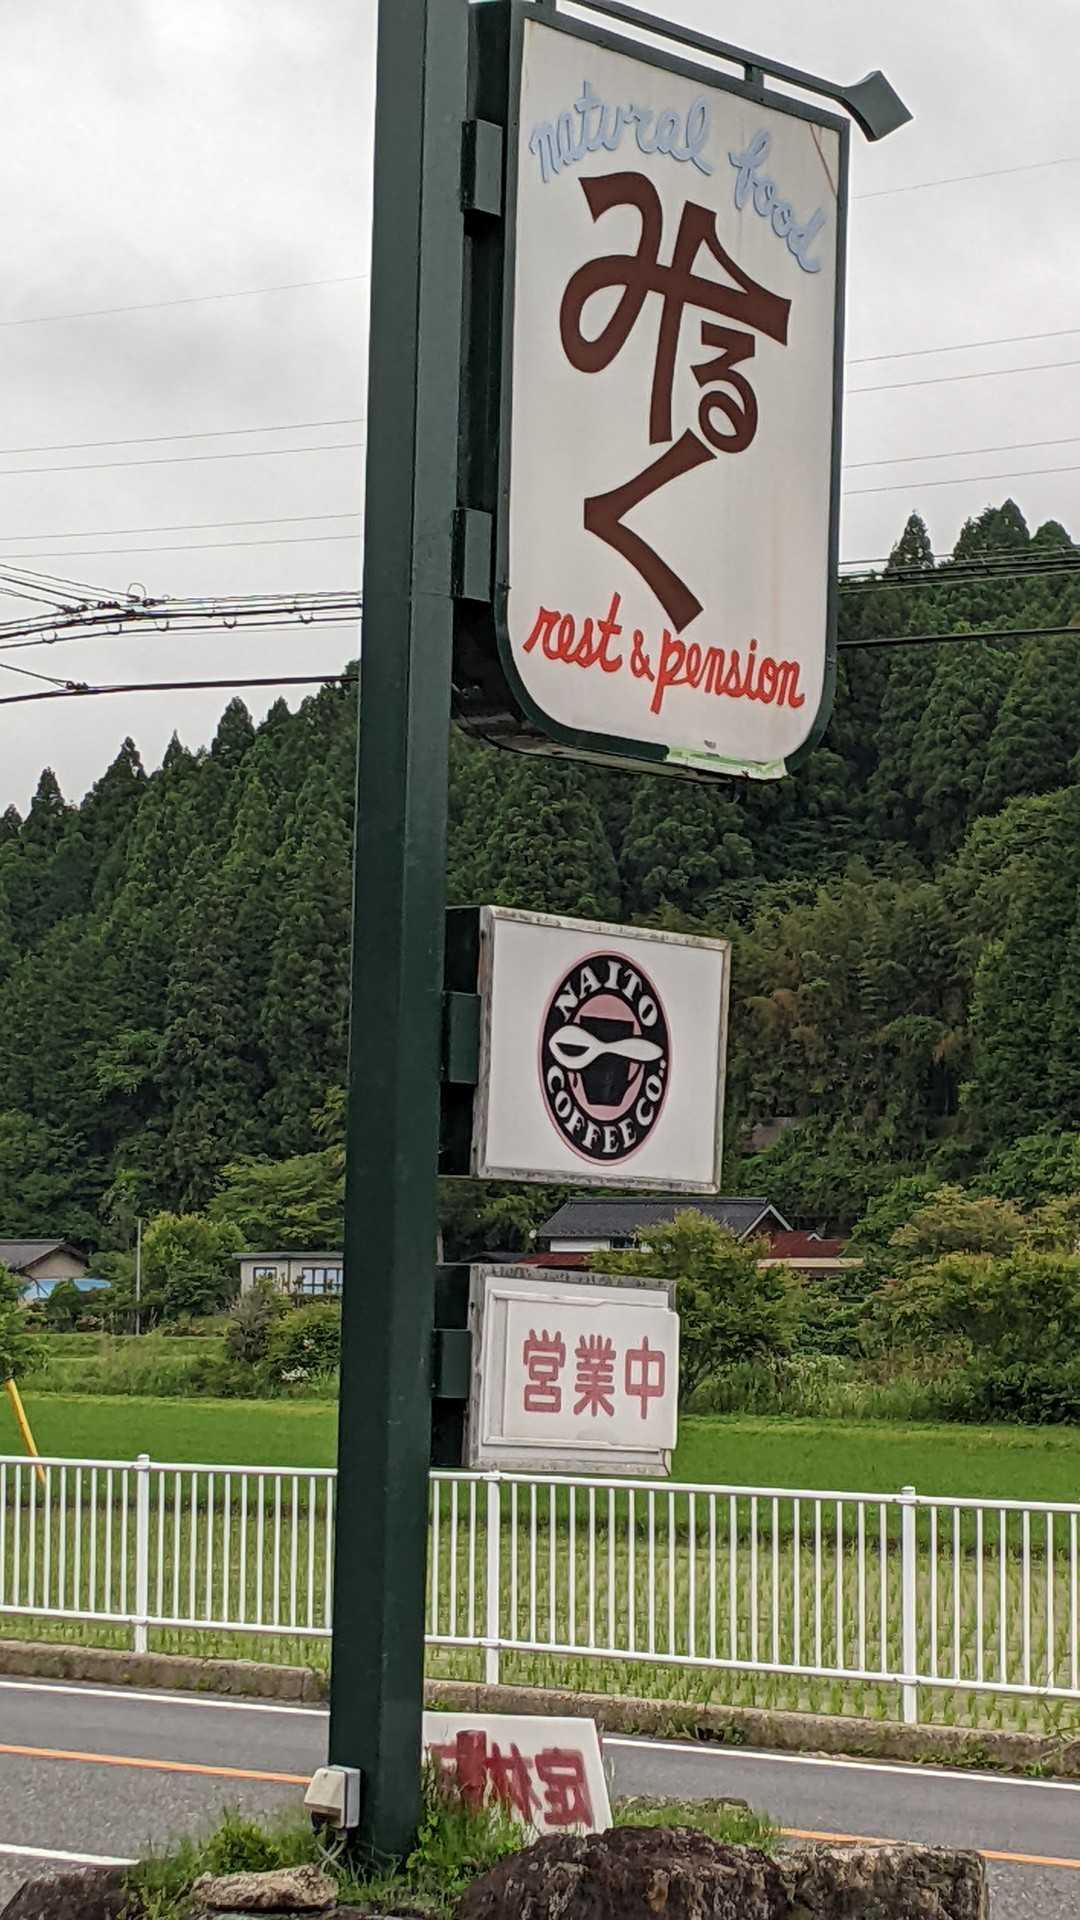 natural food
みるく
rest & pension
NAITO
COFFEE CO.
営業中